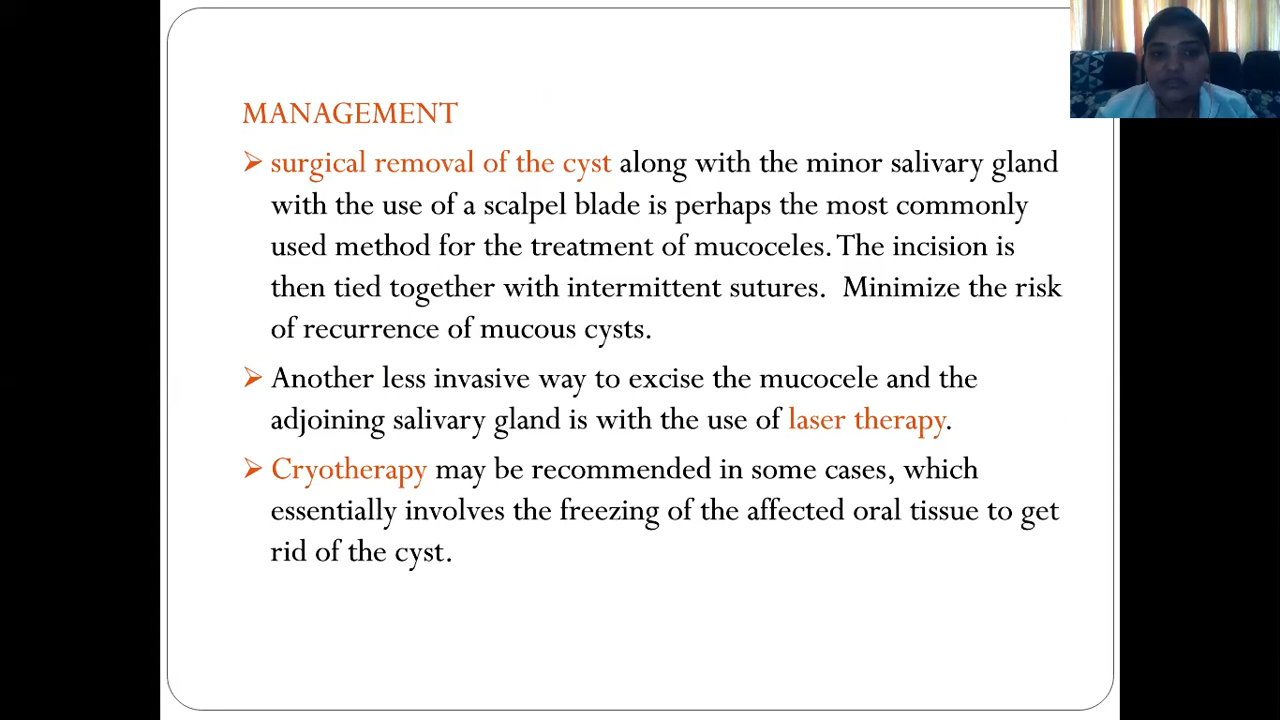 MANAGEMENT
➢ surgical removal of the cyst along with the minor salivary gland
with the use of a scalpel blade is perhaps the most commonly
used method for the treatment of mucoceles. The incision is
then tied together with intermittent sutures.  Minimize the risk
of recurrence of mucous cysts.
➢ Another less invasive way to excise the mucocele and the
adjoining salivary gland is with the use of laser therapy.
➢ Cryotherapy may be recommended in some cases, which
essentially involves the freezing of the affected oral tissue to get
rid of the cyst.